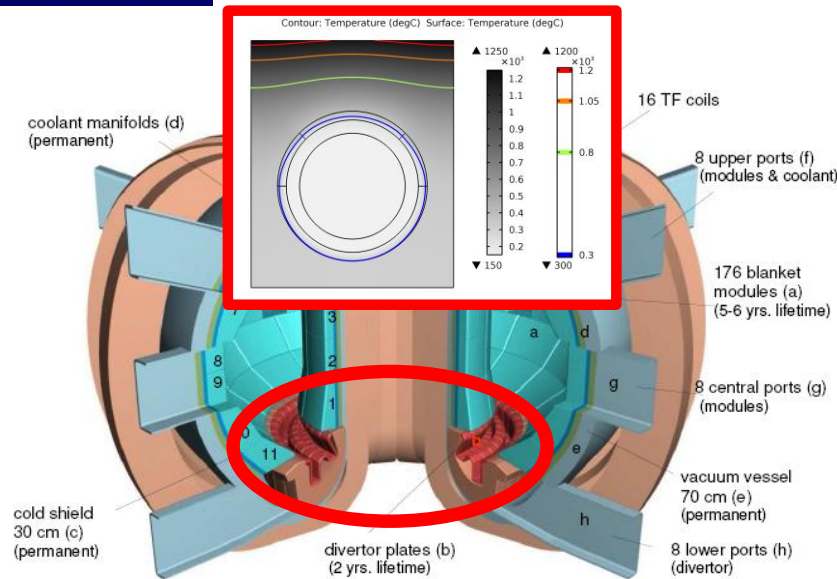 Contour: Temperature (degC) Surface: Temperature (degC)
▲ 1250
×10³
1.2
1.1
1
0.9
0.8
0.7
0.6
0.5
0.4
0.3
0.2
▼ 150
▲ 1200
×10³
1.2
1.05
0.8
0.3
▼ 300
coolant manifolds (d)
(permanent)
16 TF coils
8 upper ports (f)
(modules & coolant)
176 blanket
modules (a)
(5-6 yrs. lifetime)
8 central ports (g)
(modules)
vacuum vessel
70 cm (e)
(permanent)
8 lower ports (h)
(divertor)
divertor plates (b)
(2 yrs. lifetime)
cold shield
30 cm (c)
(permanent)
3
2
1
8
9
11
a
d
g
b
e
h